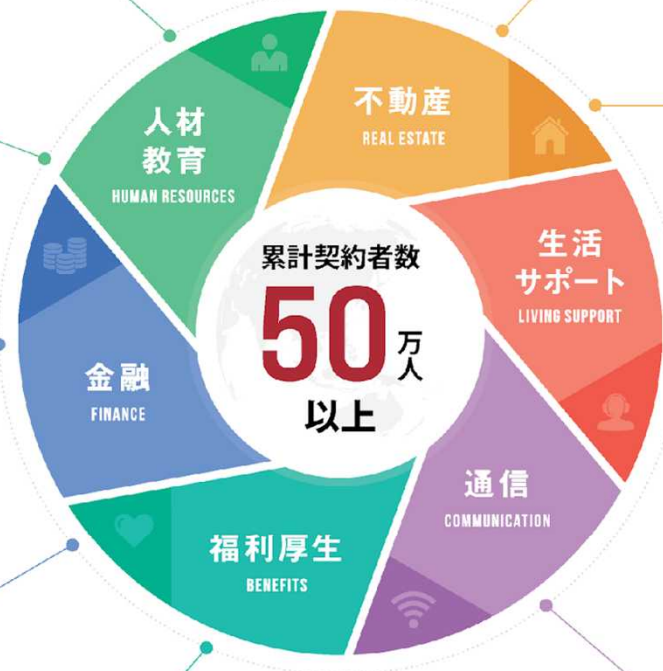 人材
教育
HUMAN RESOURCES
不動産
REAL ESTATE
生活
サポート
LIVING SUPPORT
通信
COMMUNICATION
福利厚生
BENEFITS
金融
FINANCE
累計契約者数
50万人
以上